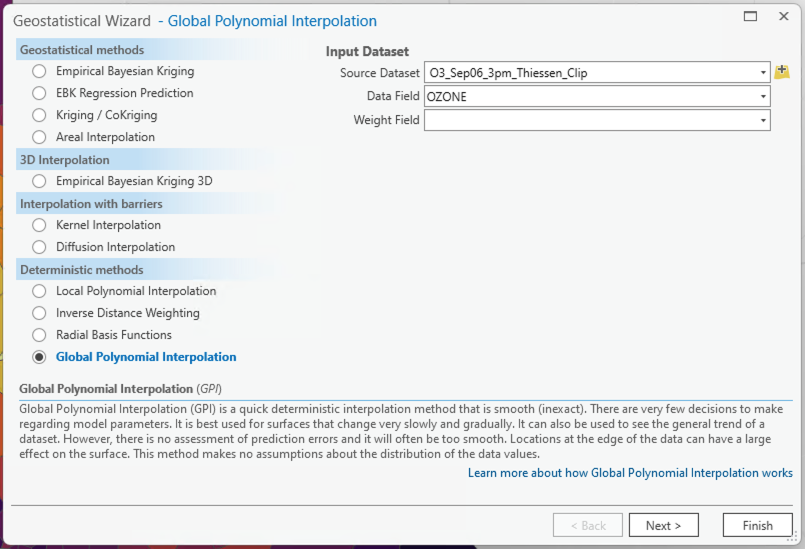 Geostatistical Wizard - Global Polynomial Interpolation
Geostatistical methods
Empirical Bayesian Kriging
EBK Regression Prediction
Kriging / CoKriging
Areal Interpolation
3D Interpolation
Empirical Bayesian Kriging 3D
Interpolation with barriers
Kernel Interpolation
Diffusion Interpolation
Deterministic methods
Local Polynomial Interpolation
Inverse Distance Weighting
Radial Basis Functions
Global Polynomial Interpolation
Input Dataset
Source Dataset O3_Sep06_3pm_Thiessen_Clip
Data Field OZONE
Weight Field
Global Polynomial Interpolation (GPI)
Global Polynomial Interpolation (GPI) is a quick deterministic interpolation method that is smooth (inexact). There are very few decisions to make
regarding model parameters. It is best used for surfaces that change very slowly and gradually. It can also be used to see the general trend of a
dataset. However, there is no assessment of prediction errors and it will often be too smooth. Locations at the edge of the data can have a large
effect on the surface. This method makes no assumptions about the distribution of the data values.
Learn more about how Global Polynomial Interpolation works
< Back Next > Finish